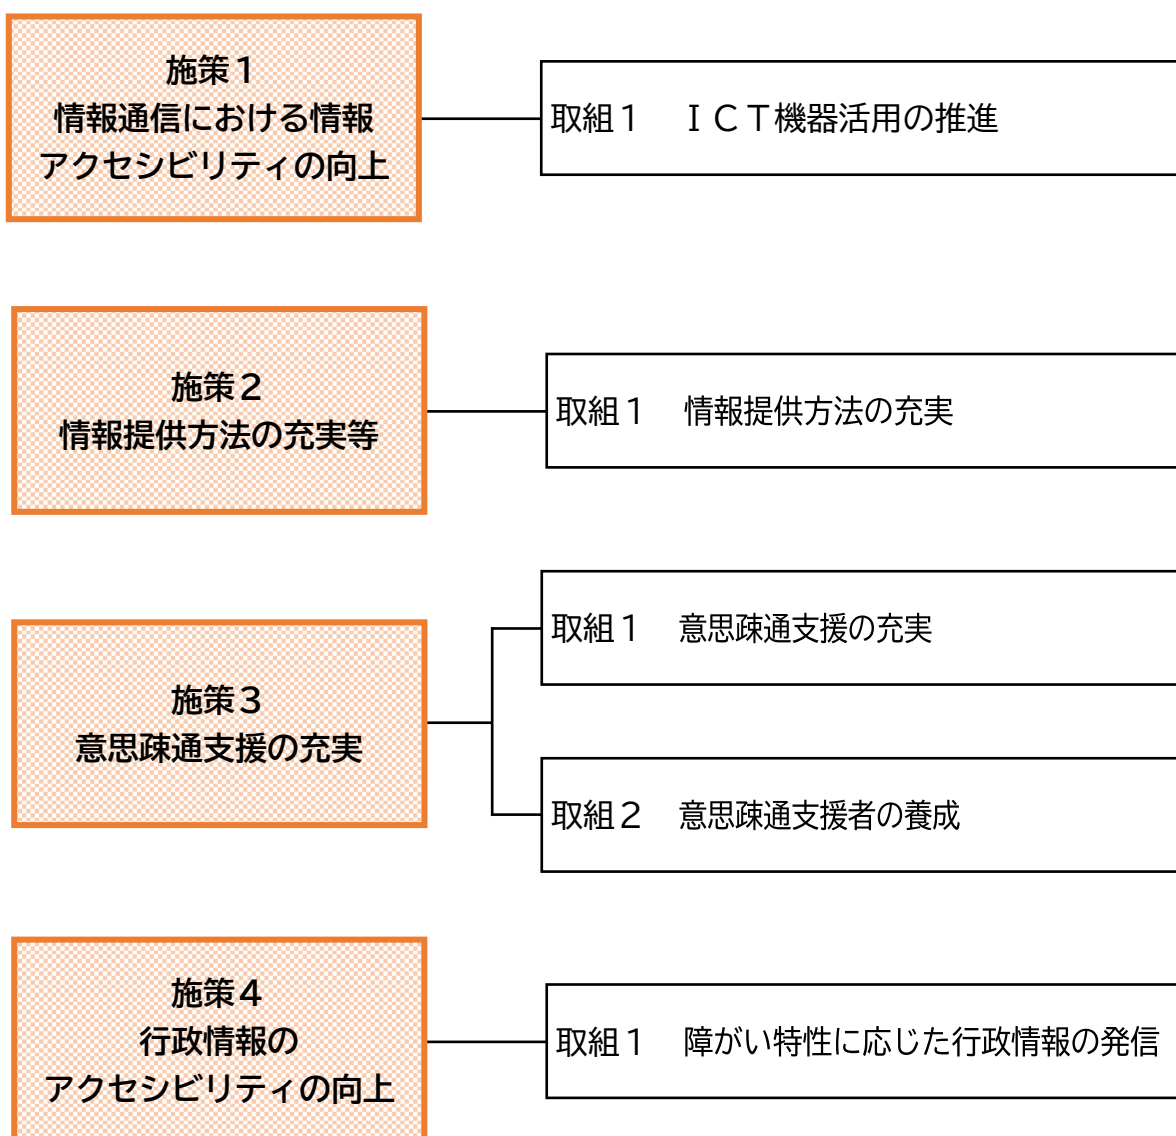 施策１
情報通信における情報
アクセシビリティの向上
取組１　ＩＣＴ機器活用の推進
施策２
情報提供方法の充実等
取組１　情報提供方法の充実
施策３
意思疎通支援の充実
取組１　意思疎通支援の充実
取組２　意思疎通支援者の養成
施策４
行政情報の
アクセシビリティの向上
取組１　障がい特性に応じた行政情報の発信